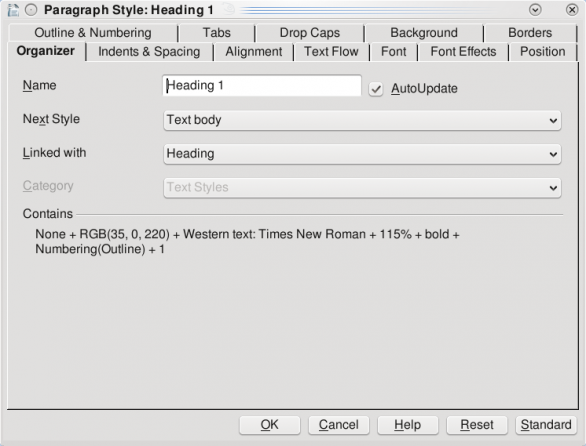 Paragraph Style: Heading 1
Outline & Numbering Tabs Drop Caps Background Borders
Organizer Indents & Spacing Alignment Text Flow Font Font Effects Position
Name Heading 1 AutoUpdate
Next Style Text body
Linked with Heading
Category Text Styles
Contains
None + RGB(35, 0, 220) + Western text: Times New Roman + 115% + bold +
Numbering(Outline) + 1
OK Cancel Help Reset Standard